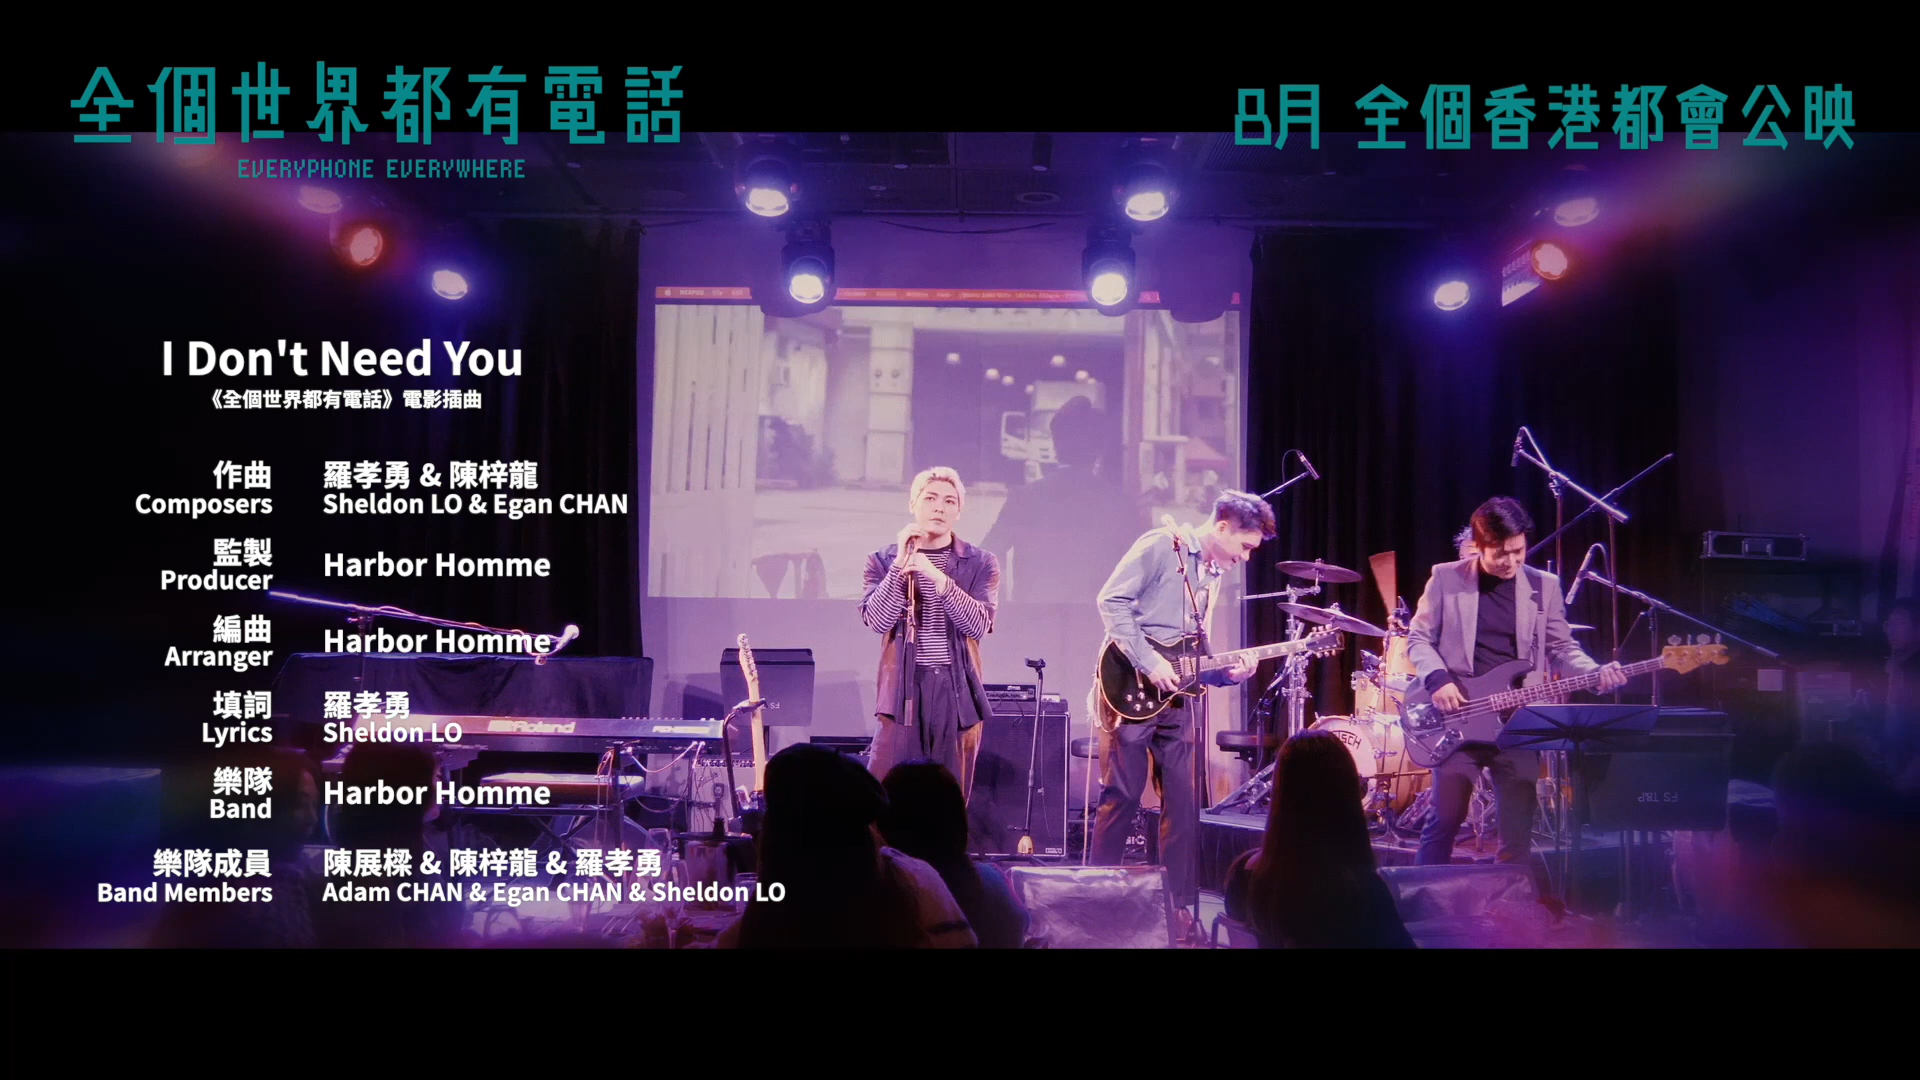 全個世界都有電話
EVERYPHONE EVERYWHERE
8月 全個香港都會公映
I Don't Need You
《全個世界都有電話》電影插曲
作曲 羅孝勇 & 陳梓龍
Composers Sheldon LO & Egan CHAN
監製
Producer Harbor Homme
編曲
Arranger Harbor Homme
填詞 羅孝勇
Lyrics Sheldon LO
樂隊
Band Harbor Homme
樂隊成員 陳展樑 & 陳梓龍 & 羅孝勇
Band Members Adam CHAN & Egan CHAN & Sheldon LO
Roland